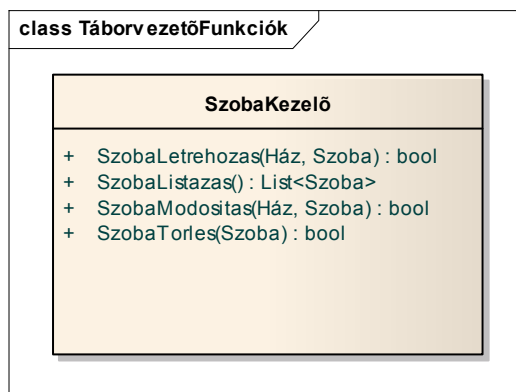 class TáborvezetõFunkciók
SzobaKezelõ
+ SzobaLetrehozas(Ház, Szoba) : bool
+ SzobaListazas() : List<Szoba>
+ SzobaModositas(Ház, Szoba) : bool
+ SzobaTorles(Szoba) : bool